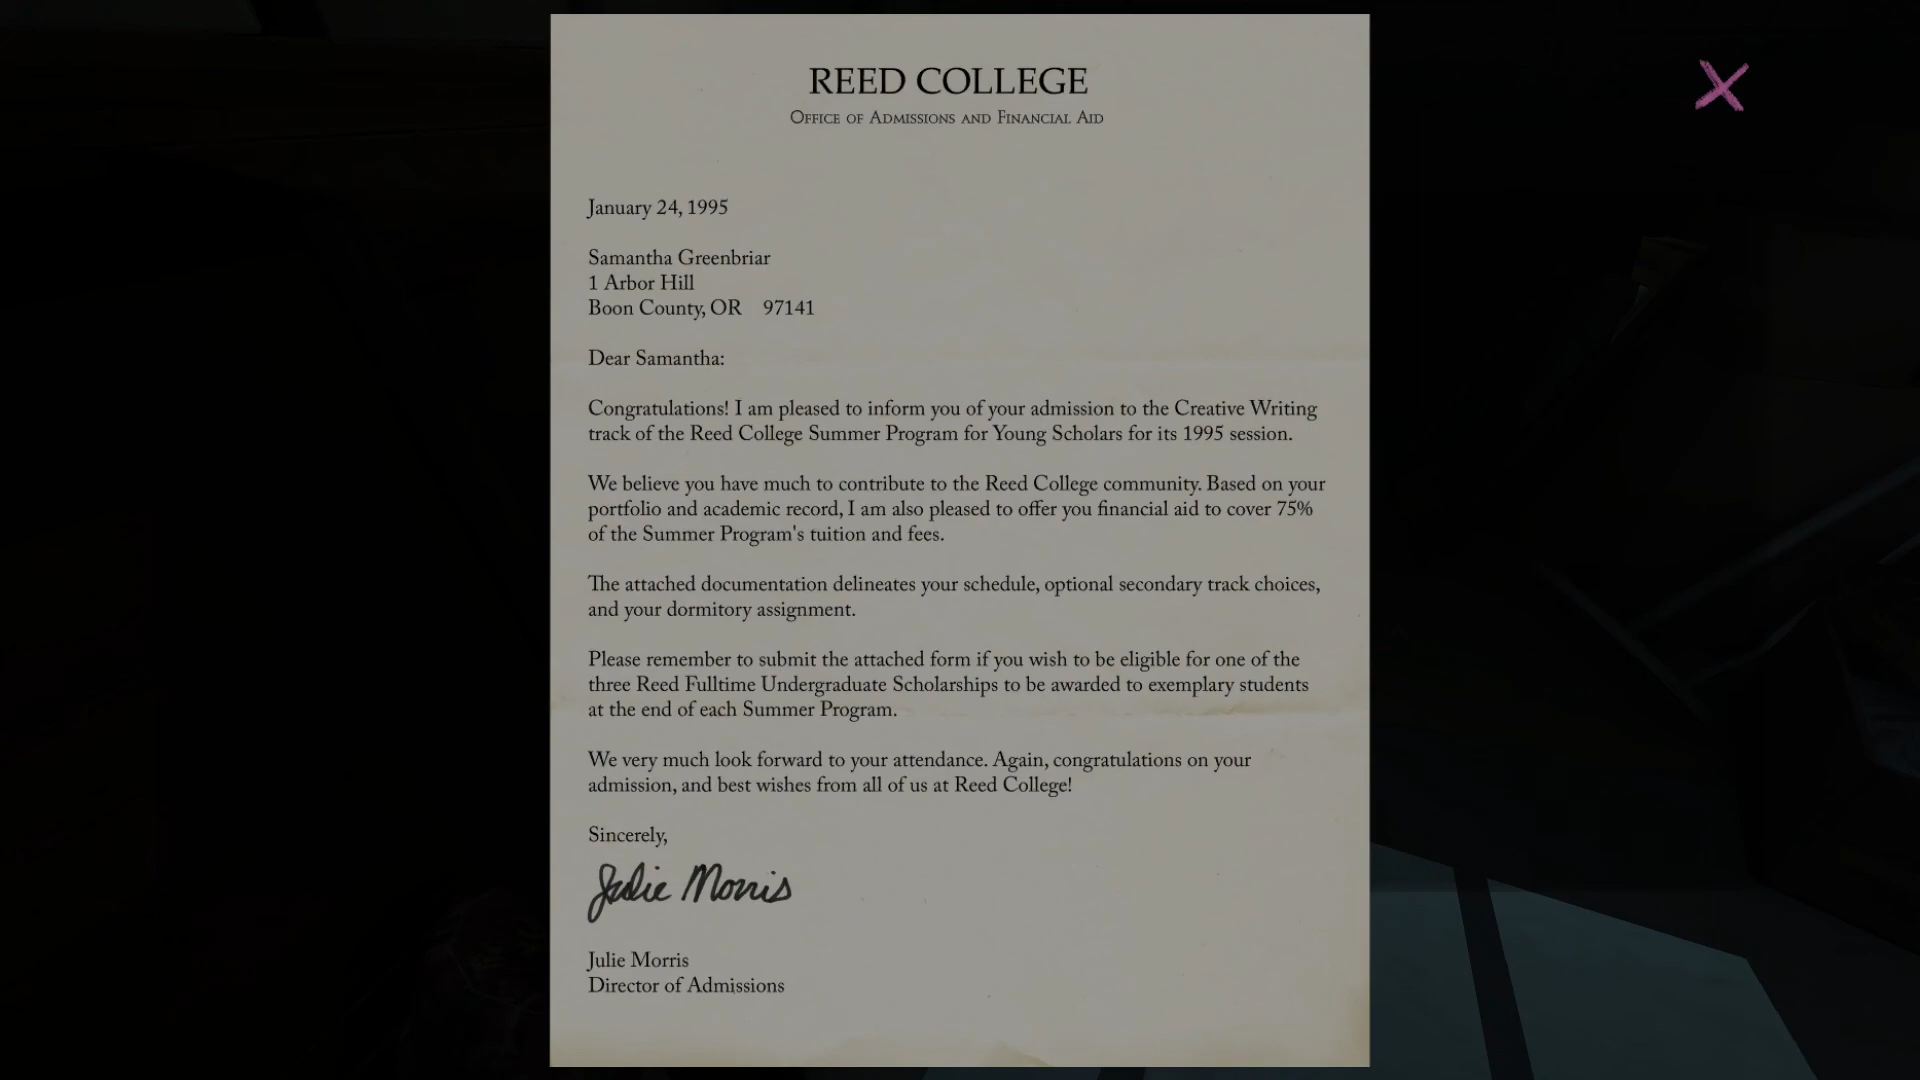 REED COLLEGE
Office of Admissions and Financial Aid
January 24, 1995
Samantha Greenbriar
1 Arbor Hill
Boon County, OR 97141
Dear Samantha:
Congratulations! I am pleased to inform you of your admission to the Creative Writing
track of the Reed College Summer Program for Young Scholars for its 1995 session.
We believe you have much to contribute to the Reed College community. Based on your
portfolio and academic record, I am also pleased to offer you financial aid to cover 75%
of the Summer Program's tuition and fees.
The attached documentation delineates your schedule, optional secondary track choices,
and your dormitory assignment.
Please remember to submit the attached form if you wish to be eligible for one of the
three Reed Fulltime Undergraduate Scholarships to be awarded to exemplary students
at the end of each Summer Program.
We very much look forward to your attendance. Again, congratulations on your
admission, and best wishes from all of us at Reed College!
Sincerely,
Julie Morris
Julie Morris
Director of Admissions